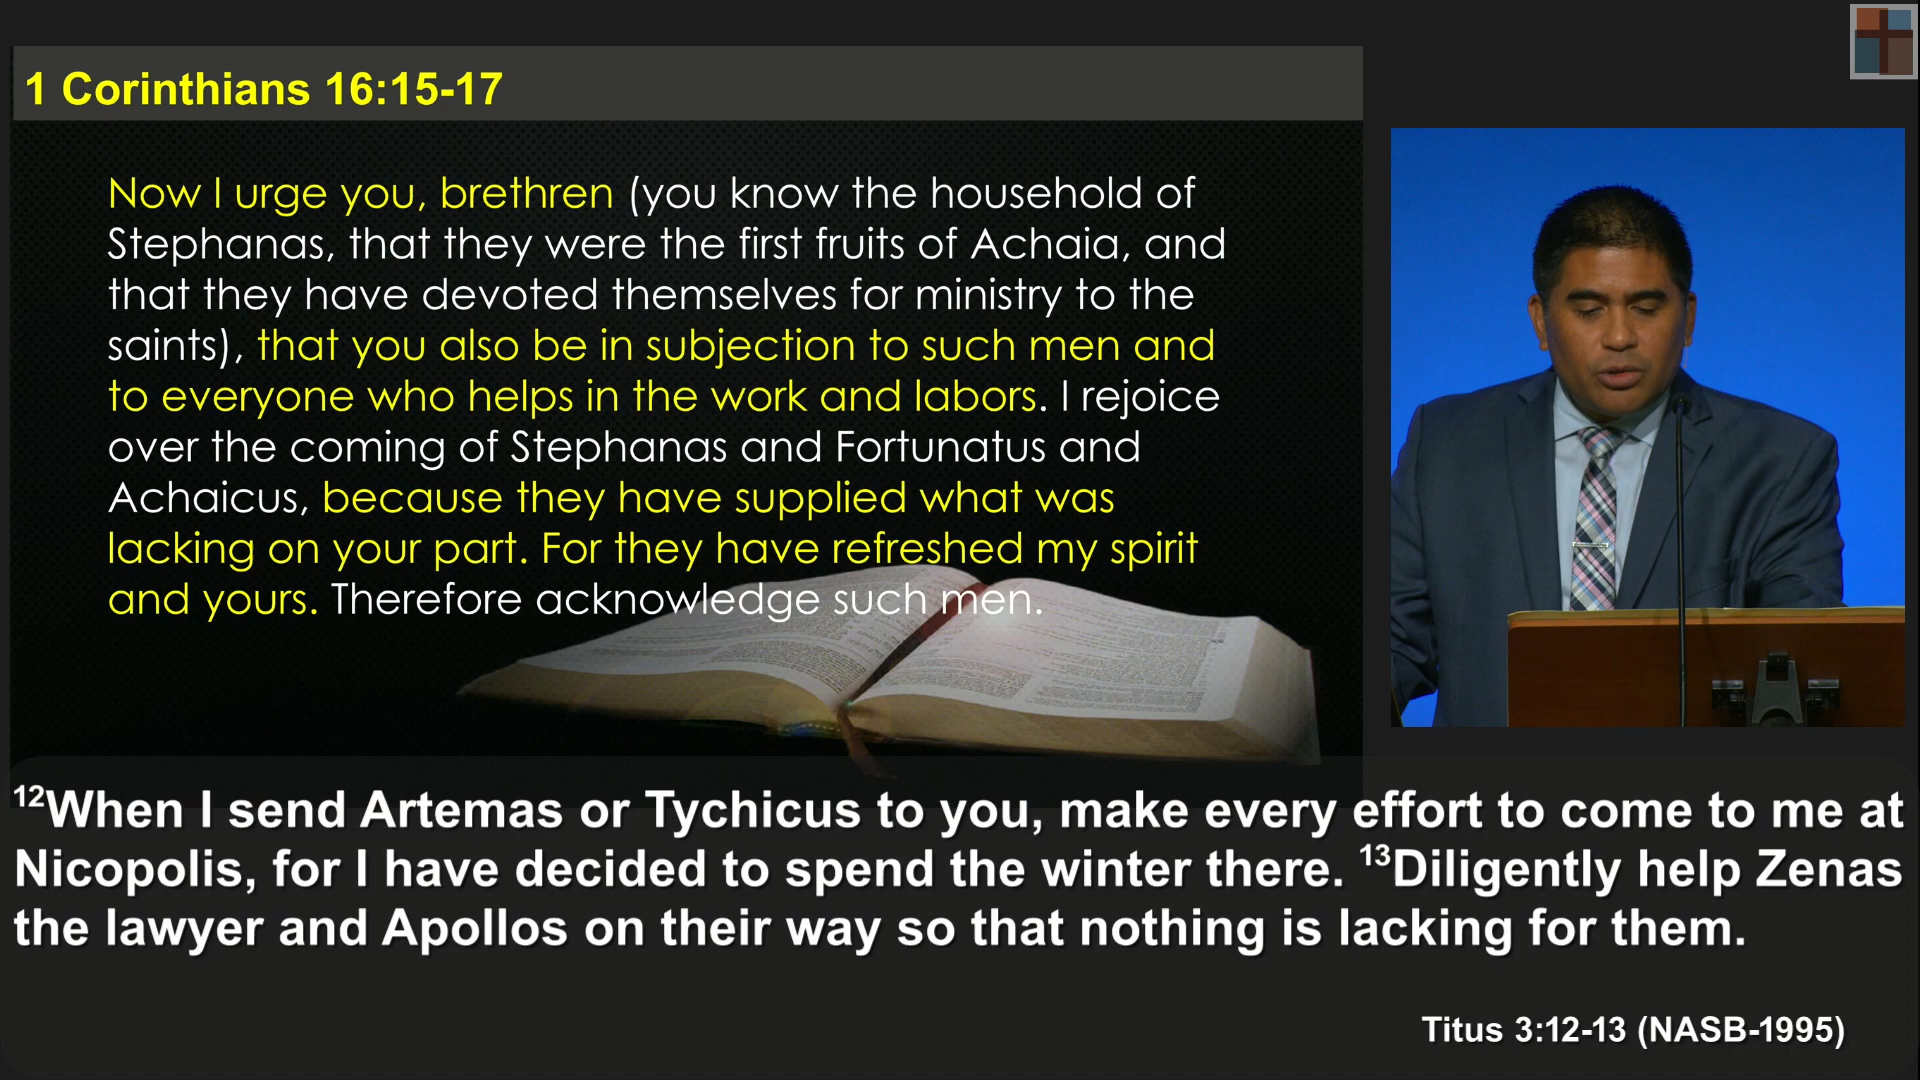 1 Corinthians 16:15-17
Now I urge you, brethren (you know the household of
Stephanas, that they were the first fruits of Achaia, and
that they have devoted themselves for ministry to the
saints), that you also be in subjection to such men and
to everyone who helps in the work and labors. I rejoice
over the coming of Stephanas and Fortunatus and
Achaicus, because they have supplied what was
lacking on your part. For they have refreshed my spirit
and yours. Therefore acknowledge such men.
¹²When I send Artemas or Tychicus to you, make every effort to come to me at
Nicopolis, for I have decided to spend the winter there. ¹³Diligently help Zenas
the lawyer and Apollos on their way so that nothing is lacking for them.
Titus 3:12-13 (NASB-1995)